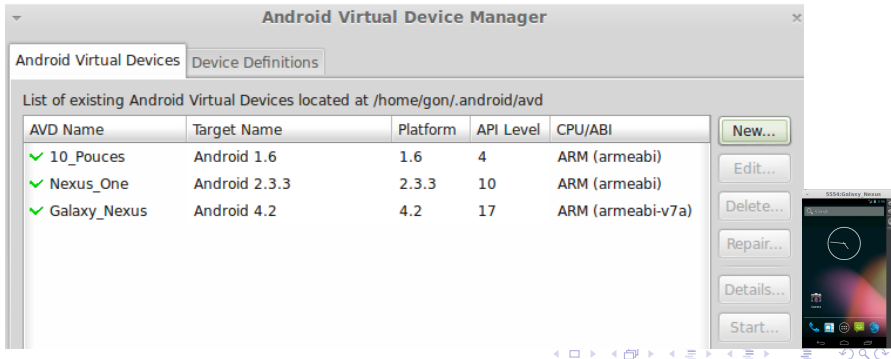 Android Virtual Device Manager
Android Virtual Devices
Device Definitions
List of existing Android Virtual Devices located at /home/gon/.android/avd
AVD Name Target Name Platform API Level CPU/ABI
10_Pouces Android 1.6 1.6 4 ARM (armeabi)
Nexus_One Android 2.3.3 2.3.3 10 ARM (armeabi)
Galaxy_Nexus Android 4.2 4.2 17 ARM (armeabi-v7a)
New...
Edit...
Delete...
Repair...
Details...
Start...
5554:Galaxy_Nexus